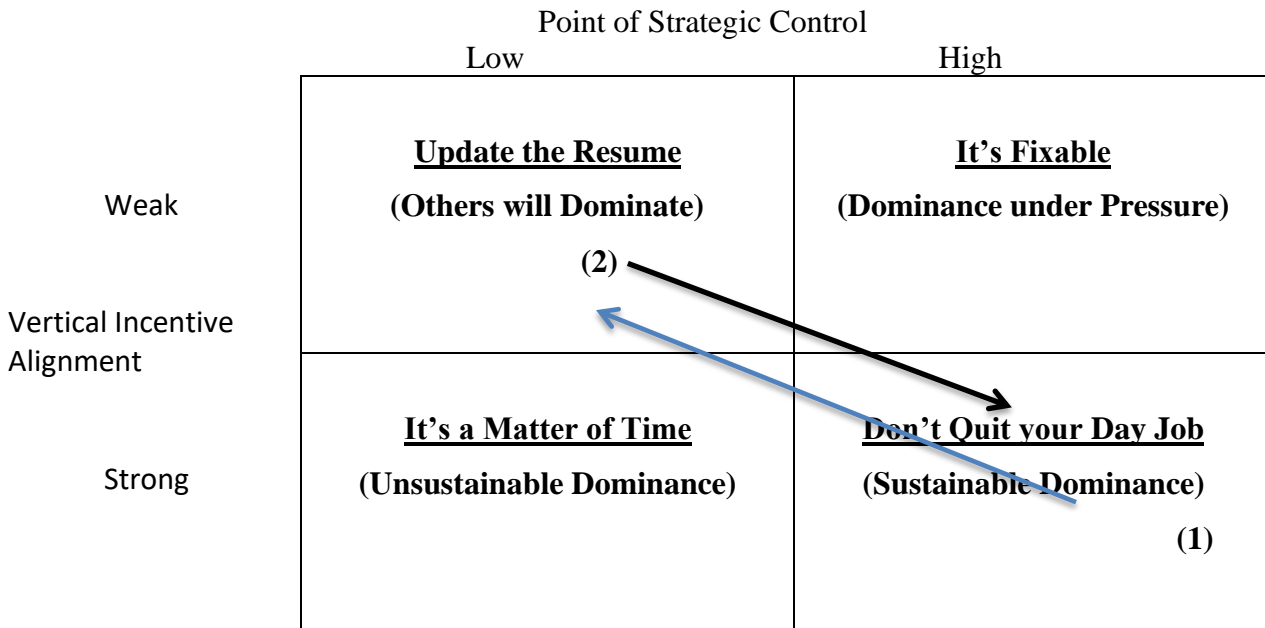 Point of Strategic Control
Low High
Update the Resume It's Fixable
Weak (Others will Dominate) (Dominance under Pressure)
(2)
Vertical Incentive
Alignment
It's a Matter of Time Don't Quit your Day Job
Strong (Unsustainable Dominance) (Sustainable Dominance)
(1)